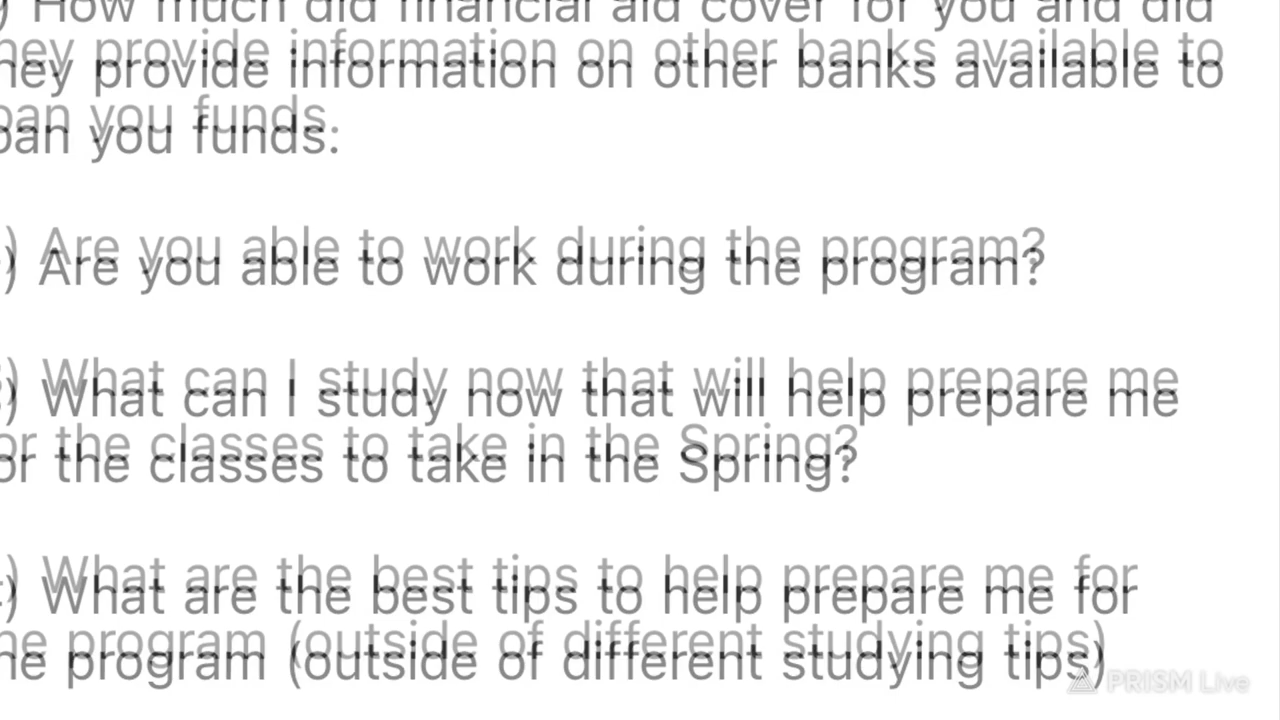 ) How much did financial aid cover for you and did
hey provide information on other banks available to
oan you funds:
) Are you able to work during the program?
) What can I study now that will help prepare me
or the classes to take in the Spring?
) What are the best tips to help prepare me for
he program (outside of different studying tips)
PRISM Live